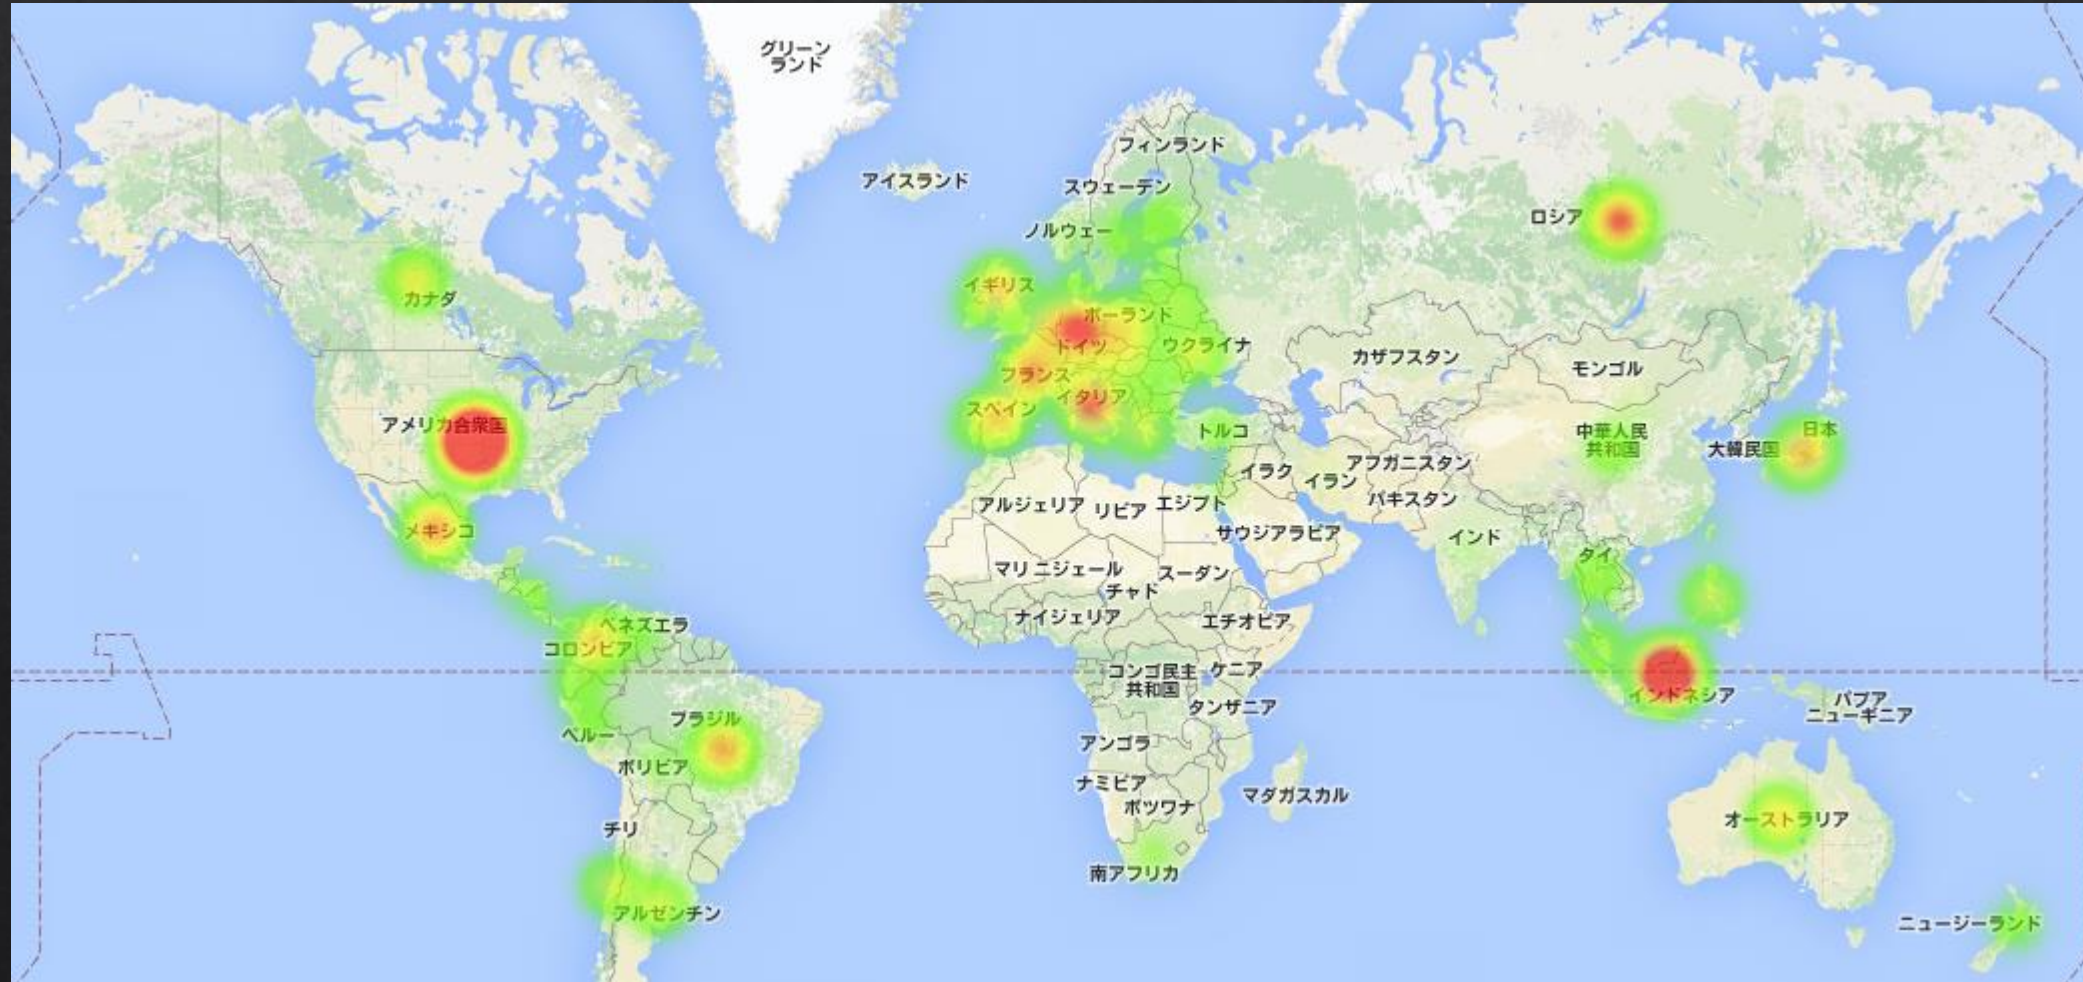 グリーン
ランド
フィンランド
アイスランド
スウェーデン
ロシア
ノルウェー
イギリス
カナダ
ポーランド
ドイツ
ウクライナ
カザフスタン
モンゴル
フランス
イタリア
スペイン
アメリカ合衆国
トルコ
中華人民
共和国
日本
大韓民国
イラク
イラン
アフガニスタン
パキスタン
アルジェリア
リビア
エジプト
メキシコ
サウジアラビア
インド
タイ
マリ
ニジェール
スーダン
チャド
ナイジェリア
エチオピア
ベネズエラ
コロンビア
コンゴ民主
共和国
ケニア
インドネシア
パプア
ニューギニア
タンザニア
ブラジル
ペルー
アンゴラ
ボリビア
ナミビア
ボツワナ
マダガスカル
オーストラリア
チリ
南アフリカ
アルゼンチン
ニュージーランド